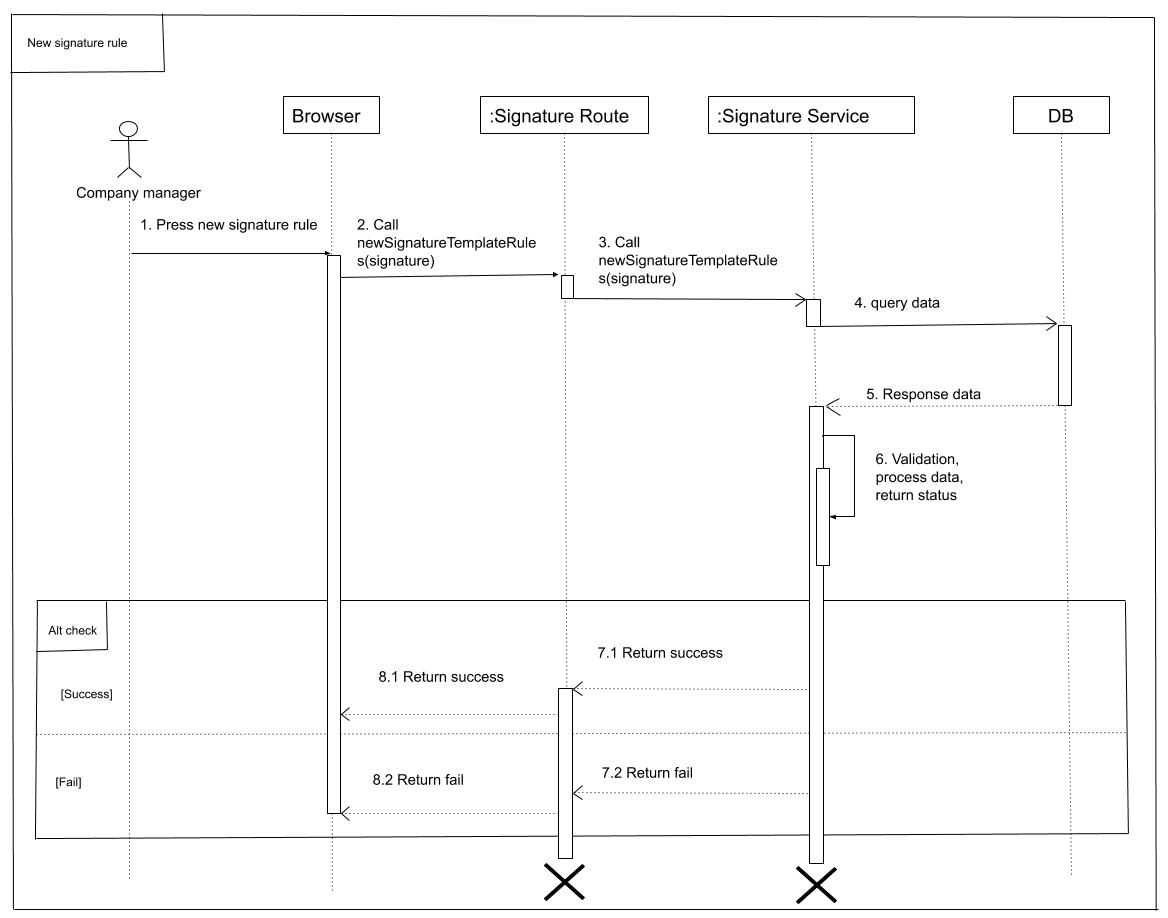 New signature rule
Browser
:Signature Route
:Signature Service
DB
Company manager
1. Press new signature rule
2. Call
newSignatureTemplateRule
s(signature)
3. Call
newSignatureTemplateRule
s(signature)
4. query data
5. Response data
6. Validation,
process data,
return status
Alt check
7.1 Return success
8.1 Return success
[Success]
7.2 Return fail
8.2 Return fail
[Fail]